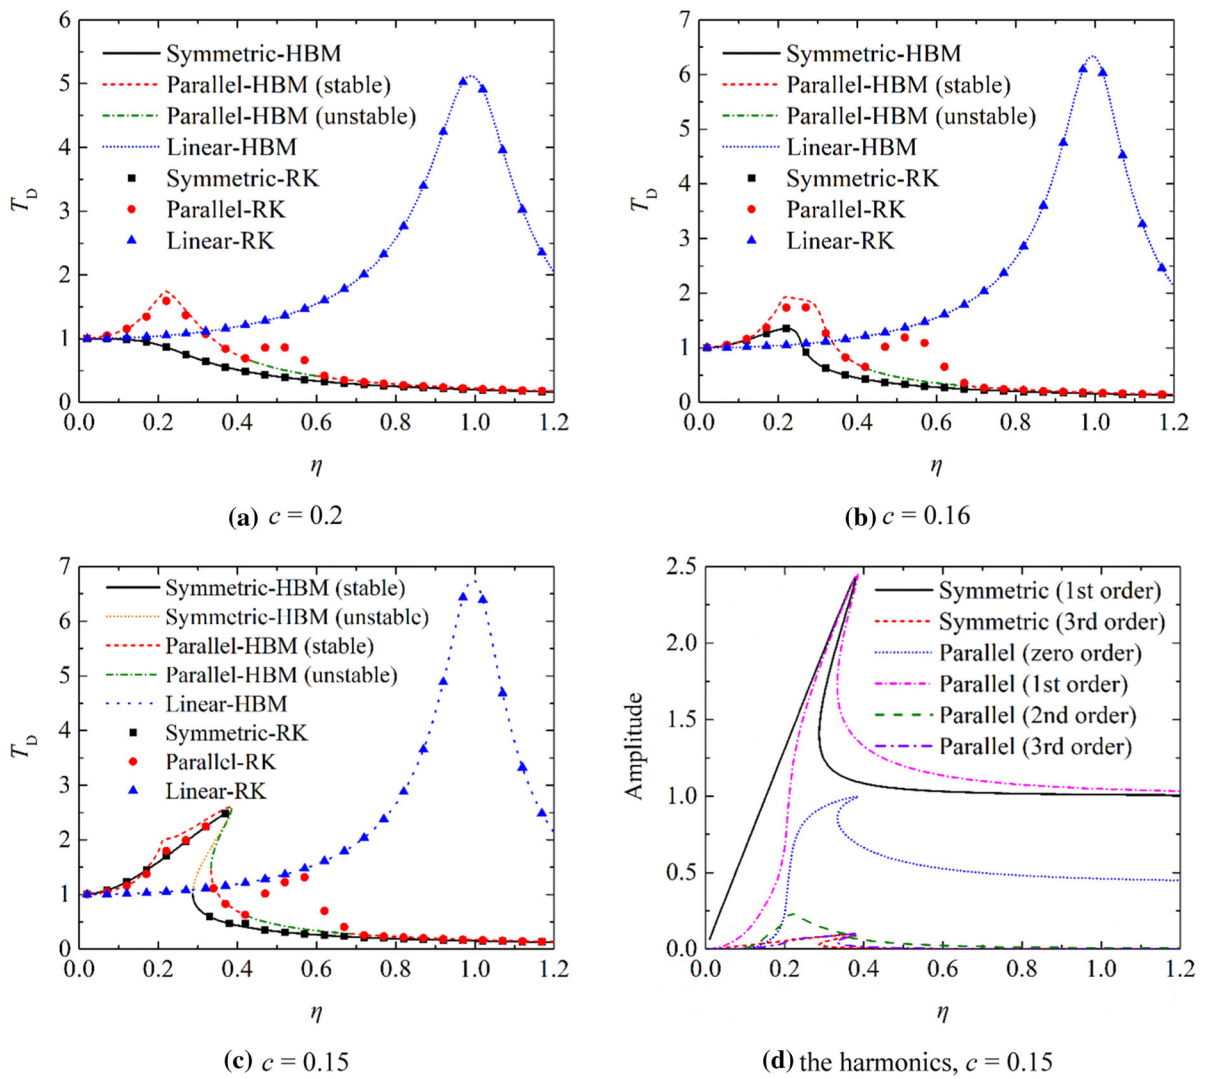 6
5
4
3
2
1
0
T_D
Symmetric-HBM
Parallel-HBM (stable)
Parallel-HBM (unstable)
Linear-HBM
Symmetric-RK
Parallel-RK
Linear-RK
0.0 0.2 0.4 0.6 0.8 1.0 1.2
η
(a) c = 0.2
7
6
5
4
3
2
1
0
T_D
Symmetric-HBM
Parallel-HBM (stable)
Parallel-HBM (unstable)
Linear-HBM
Symmetric-RK
Parallel-RK
Linear-RK
0.0 0.2 0.4 0.6 0.8 1.0 1.2
η
(b) c = 0.16
7
6
5
4
3
2
1
0
T_D
Symmetric-HBM (stable)
Symmetric-HBM (unstable)
Parallel-HBM (stable)
Parallel-HBM (unstable)
Linear-HBM
Symmetric-RK
Parallel-RK
Linear-RK
0.0 0.2 0.4 0.6 0.8 1.0 1.2
η
(c) c = 0.15
2.5
2.0
1.5
1.0
0.5
0.0
Amplitude
Symmetric (1st order)
Symmetric (3rd order)
Parallel (zero order)
Parallel (1st order)
Parallel (2nd order)
Parallel (3rd order)
0.0 0.2 0.4 0.6 0.8 1.0 1.2
η
(d) the harmonics, c = 0.15